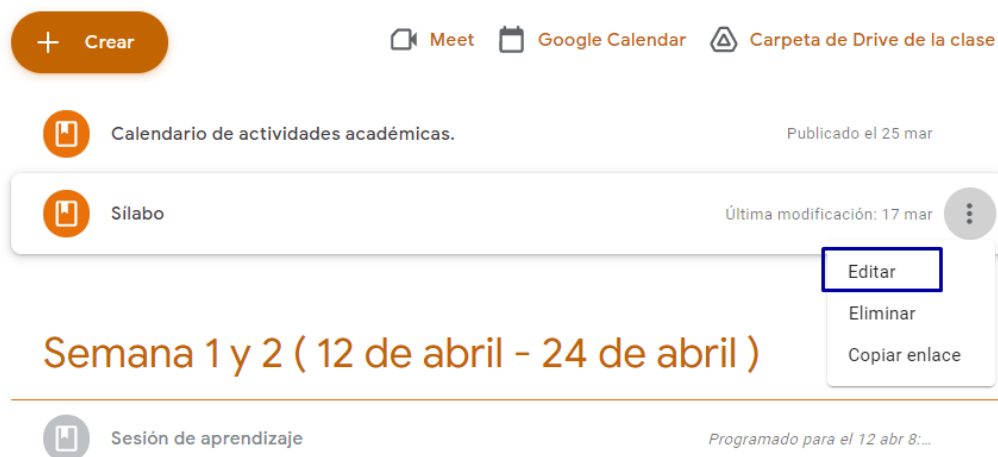 Crear
Meet Google Calendar Carpeta de Drive de la clase
Calendario de actividades académicas. Publicado el 25 mar
Sílabo Última modificación: 17 mar
Editar
Eliminar
Copiar enlace
Semana 1 y 2 ( 12 de abril - 24 de abril )
Sesión de aprendizaje Programado para el 12 abr 8:...